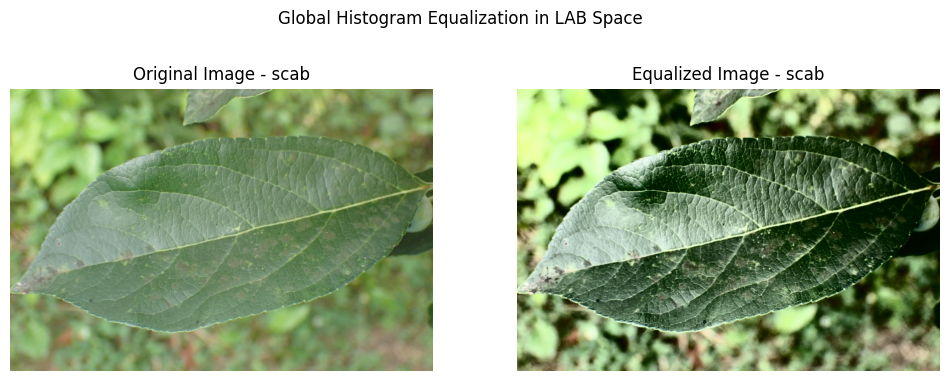 Global Histogram Equalization in LAB Space
Original Image - scab
Equalized Image - scab